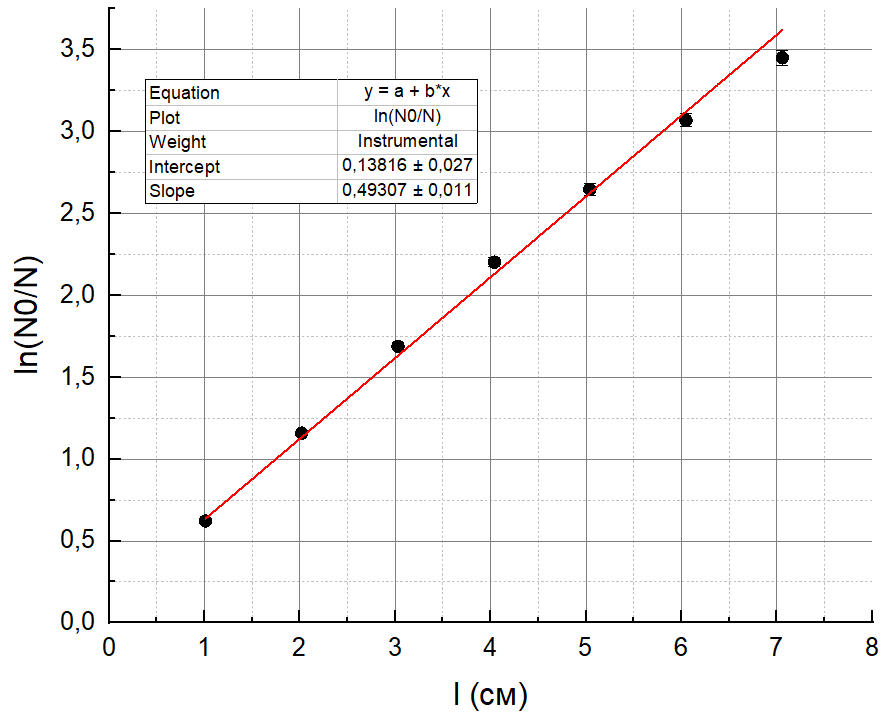 3,5
3,0
2,5
2,0
1,5
1,0
0,5
0,0
ln(N0/N)
Equation y = a + b*x
Plot ln(N0/N)
Weight Instrumental
Intercept 0,13816 ± 0,027
Slope 0,49307 ± 0,011
0 1 2 3 4 5 6 7 8
l (см)